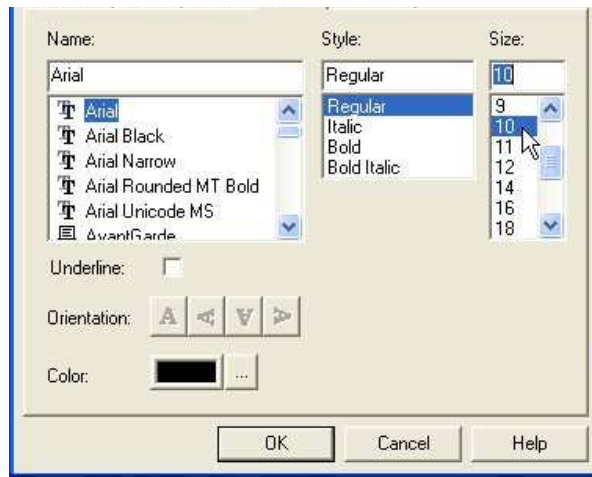 Name: Style: Size:
Arial Regular 10
Arial Regular 9
Arial Black Italic 10
Arial Narrow Bold 11
Arial Rounded MT Bold Bold Italic 12
Arial Unicode MS 14
AvantGarde 16
18
Underline:
Orientation: A A A A
Color: ...
OK Cancel Help